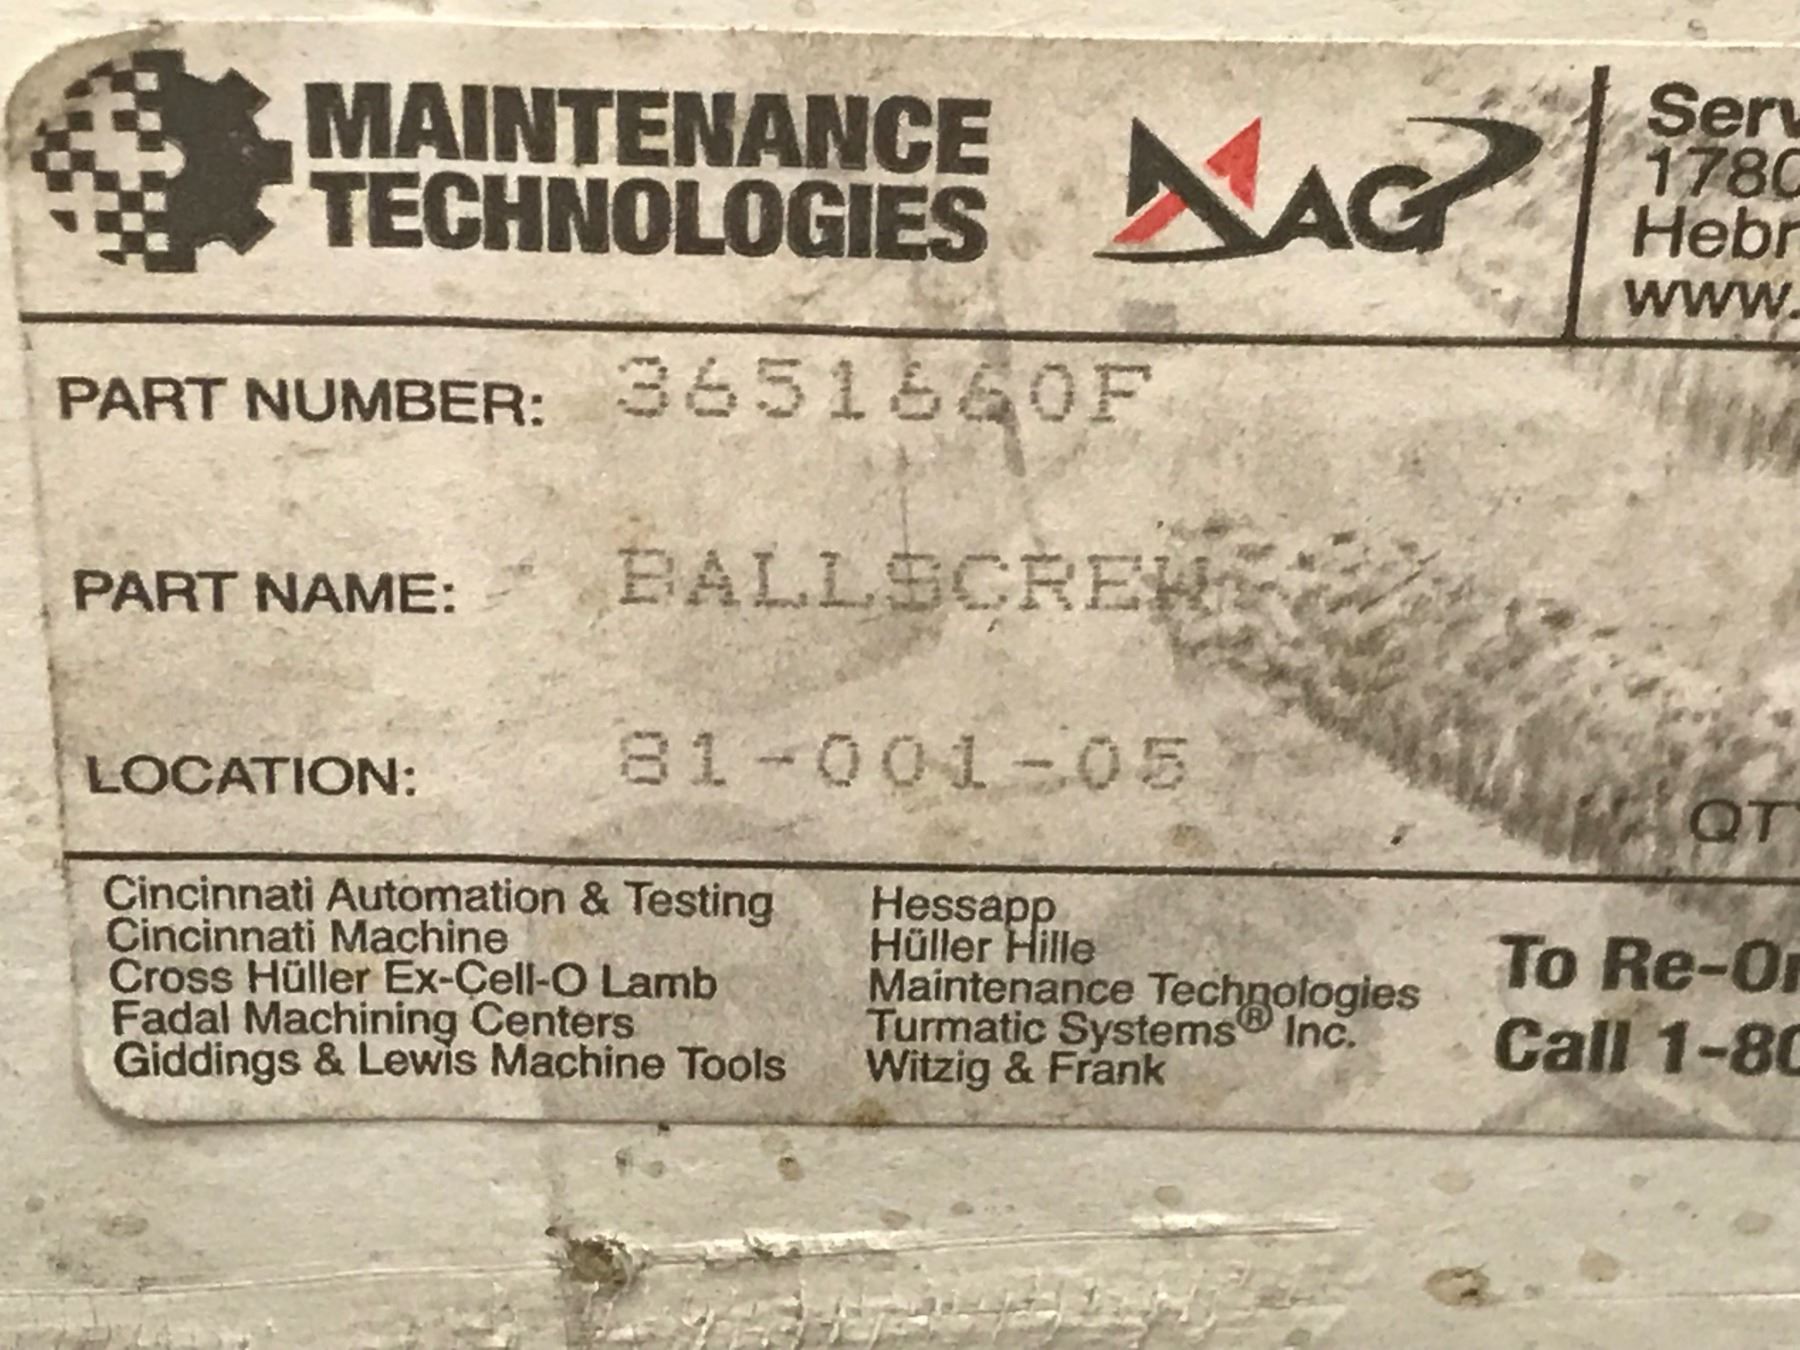 MAINTENANCE
TECHNOLOGIES
MAG
Serv
1780
Hebr
www.
PART NUMBER: 3651660F
PART NAME: BALLSCREW
LOCATION: 81-001-05
QTY
Cincinnati Automation & Testing
Cincinnati Machine
Cross Hüller Ex-Cell-O Lamb
Fadal Machining Centers
Giddings & Lewis Machine Tools
Hessapp
Hüller Hille
Maintenance Technologies
Turmatic Systems® Inc.
Witzig & Frank
To Re-Or
Call 1-80